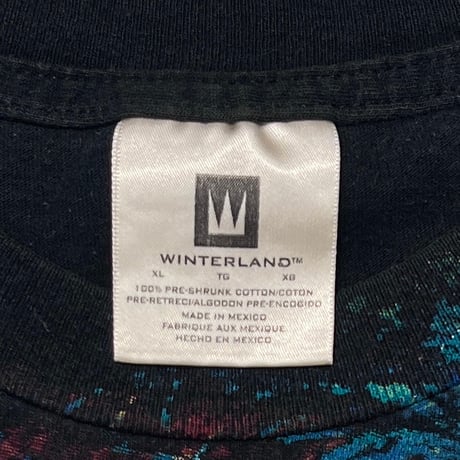 WINTERLAND™
XL TG XG
100% PRE-SHRUNK COTTON/COTON
PRE-RETRECI/ALGODON PRE-ENCOGIDO
MADE IN MEXICO
FABRIQUE AUX MEXIQUE
HECHO EN MEXICO